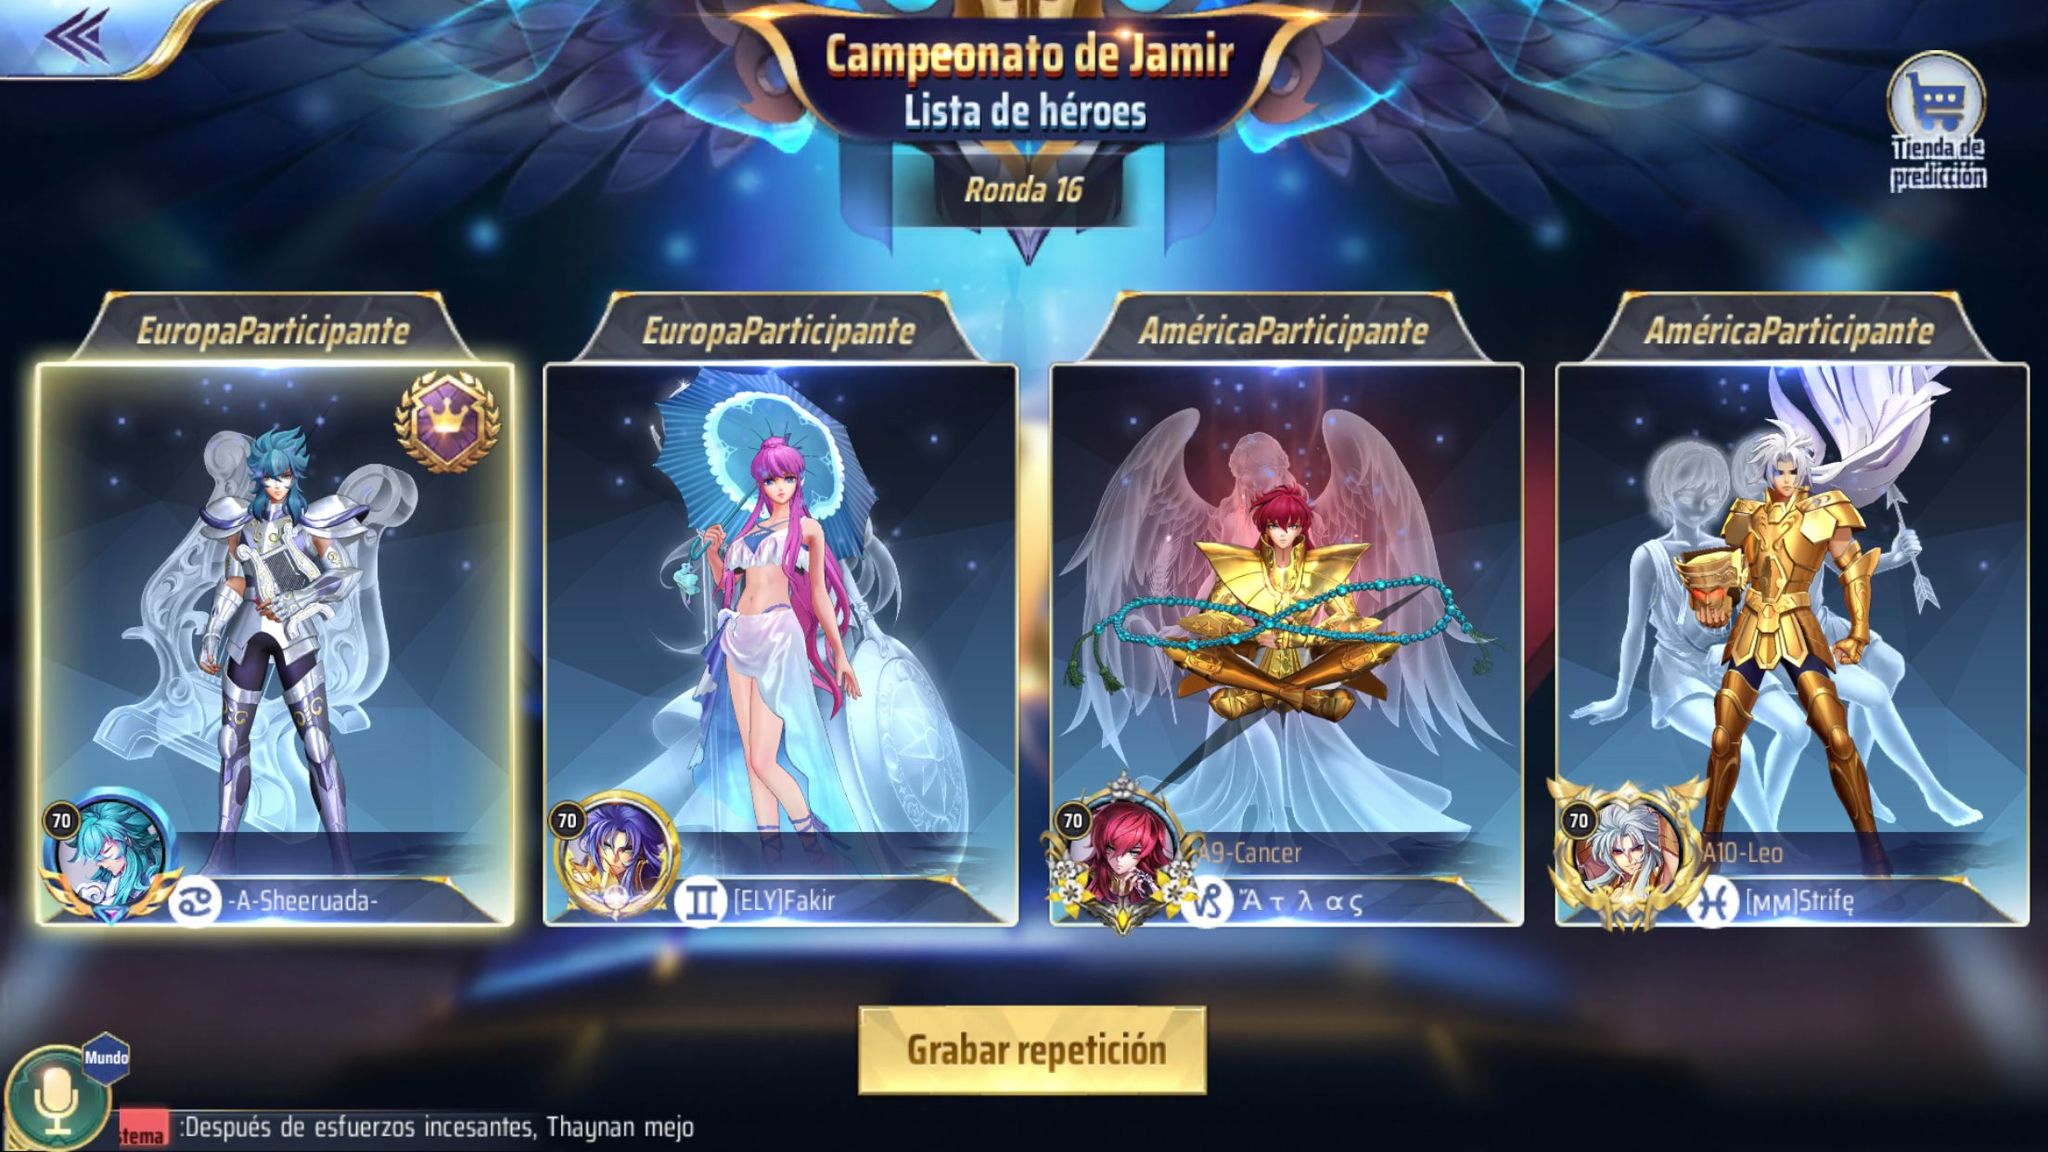 Campeonato de Jamir
Lista de héroes
Ronda 16
Tienda de
predicción
EuropaParticipante
EuropaParticipante
AméricaParticipante
AméricaParticipante
70
-A-Sheeruada-
70
[ELY]Fakir
70
A9-Cancer
Ἄτλας
70
A10-Leo
[ᴍᴍ]Strifę
Grabar repetición
Mundo
stema :Después de esfuerzos incesantes, Thaynan mejo